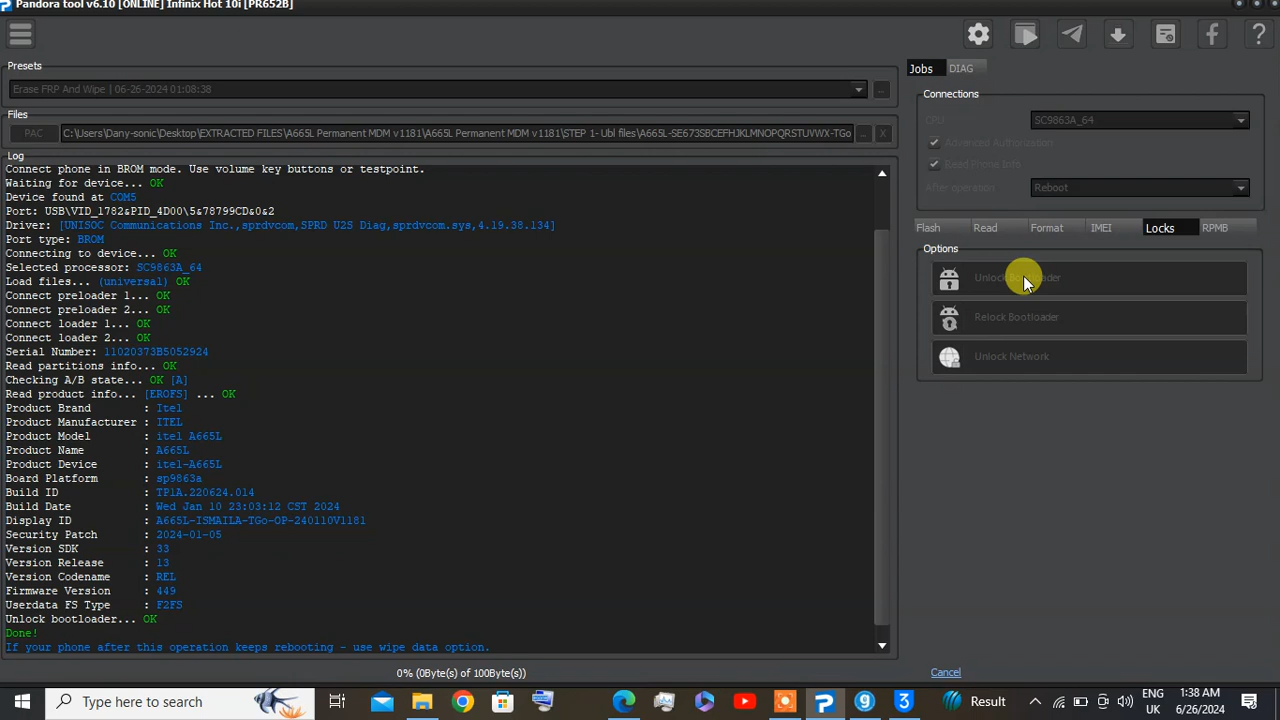 Pandora tool v6.10 [ONLINE] Infinix Hot 10i [PR652B]
Presets
Erase FRP And Wipe | 06-26-2024 01:08:38
...
Files
PAC
C:\Users\Dany-sonic\Desktop\EXTRACTED FILES\A665L Permanent MDM v1181\A665L Permanent MDM v1181\STEP 1- Ubl files\A665L-SE673SBCEFHJKLMNOPQRSTUVWX-TGo
...
X
Log
Connect phone in BROM mode. Use volume key buttons or testpoint.
Waiting for device... OK
Device found at COM5
Port: USB\VID_1782&PID_4D00\5&78799CD&0&2
Driver: [UNISOC Communications Inc.,sprdvcom,SPRD U2S Diag,sprdvcom.sys,4.19.38.134]
Port type: BROM
Connecting to device... OK
Selected processor: SC9863A_64
Load files... (universal) OK
Connect preloader 1... OK
Connect preloader 2... OK
Connect loader 1... OK
Connect loader 2... OK
Serial Number: 11020373B5052924
Read partitions info... OK
Checking A/B state... OK [A]
Read product info... [EROFS] ... OK
Product Brand : Itel
Product Manufacturer : ITEL
Product Model : itel A665L
Product Name : A665L
Product Device : itel-A665L
Board Platform : sp9863a
Build ID : TP1A.220624.014
Build Date : Wed Jan 10 23:03:12 CST 2024
Display ID : A665L-ISMAILA-TGo-OP-240110V1181
Security Patch : 2024-01-05
Version SDK : 33
Version Release : 13
Version Codename : REL
Firmware Version : 449
Userdata FS Type : F2FS
Unlock bootloader... OK
Done!
If your phone after this operation keeps rebooting - use wipe data option.
0% (0Byte(s) of 100Byte(s))
Jobs
DIAG
Connections
CPU
SC9863A_64
Advanced Authorization
Read Phone Info
After operation
Reboot
Flash
Read
Format
IMEI
Locks
RPMB
Options
Unlock Bootloader
Relock Bootloader
Unlock Network
Cancel
Type here to search
Result
ENG
UK
1:38 AM
6/26/2024